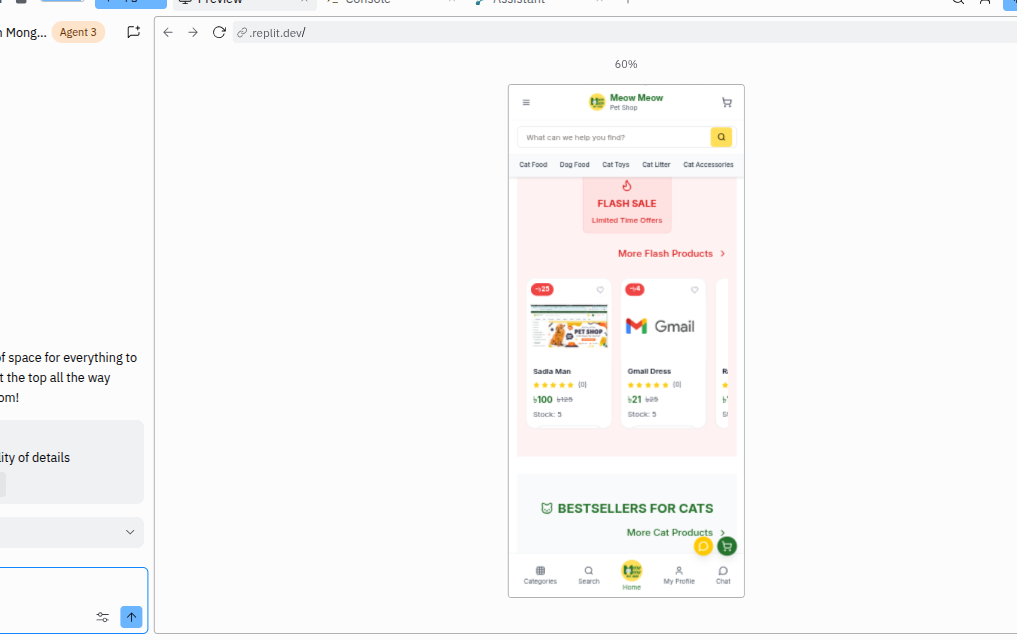 Preview
Console
Assistant
Mong...
Agent 3
.replit.dev/
60%
Meow Meow
Pet Shop
What can we help you find?
Cat Food Dog Food Cat Toys Cat Litter Cat Accessories
FLASH SALE
Limited Time Offers
More Flash Products
-৳25
-৳4
PET SHOP
Gmail
Sadia Man
Gmail Dress
(0)
(0)
৳100 ৳125
৳21 ৳25
Stock: 5
Stock: 5
BESTSELLERS FOR CATS
More Cat Products
Categories Search Home My Profile Chat
of space for everything to
t the top all the way
om!
lity of details